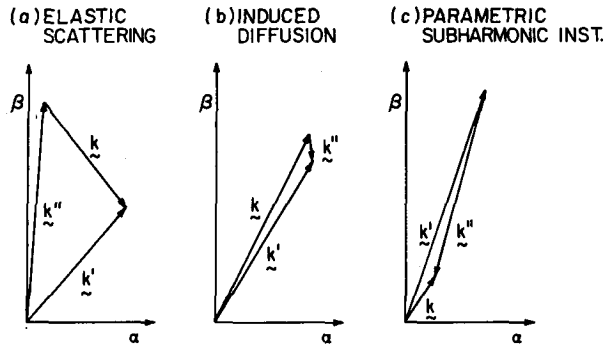 (a) ELASTIC SCATTERING
(b) INDUCED DIFFUSION
(c) PARAMETRIC SUBHARMONIC INST.
β
k
k"
k'
α
β
k"
k
k'
α
β
k'
k"
k
α